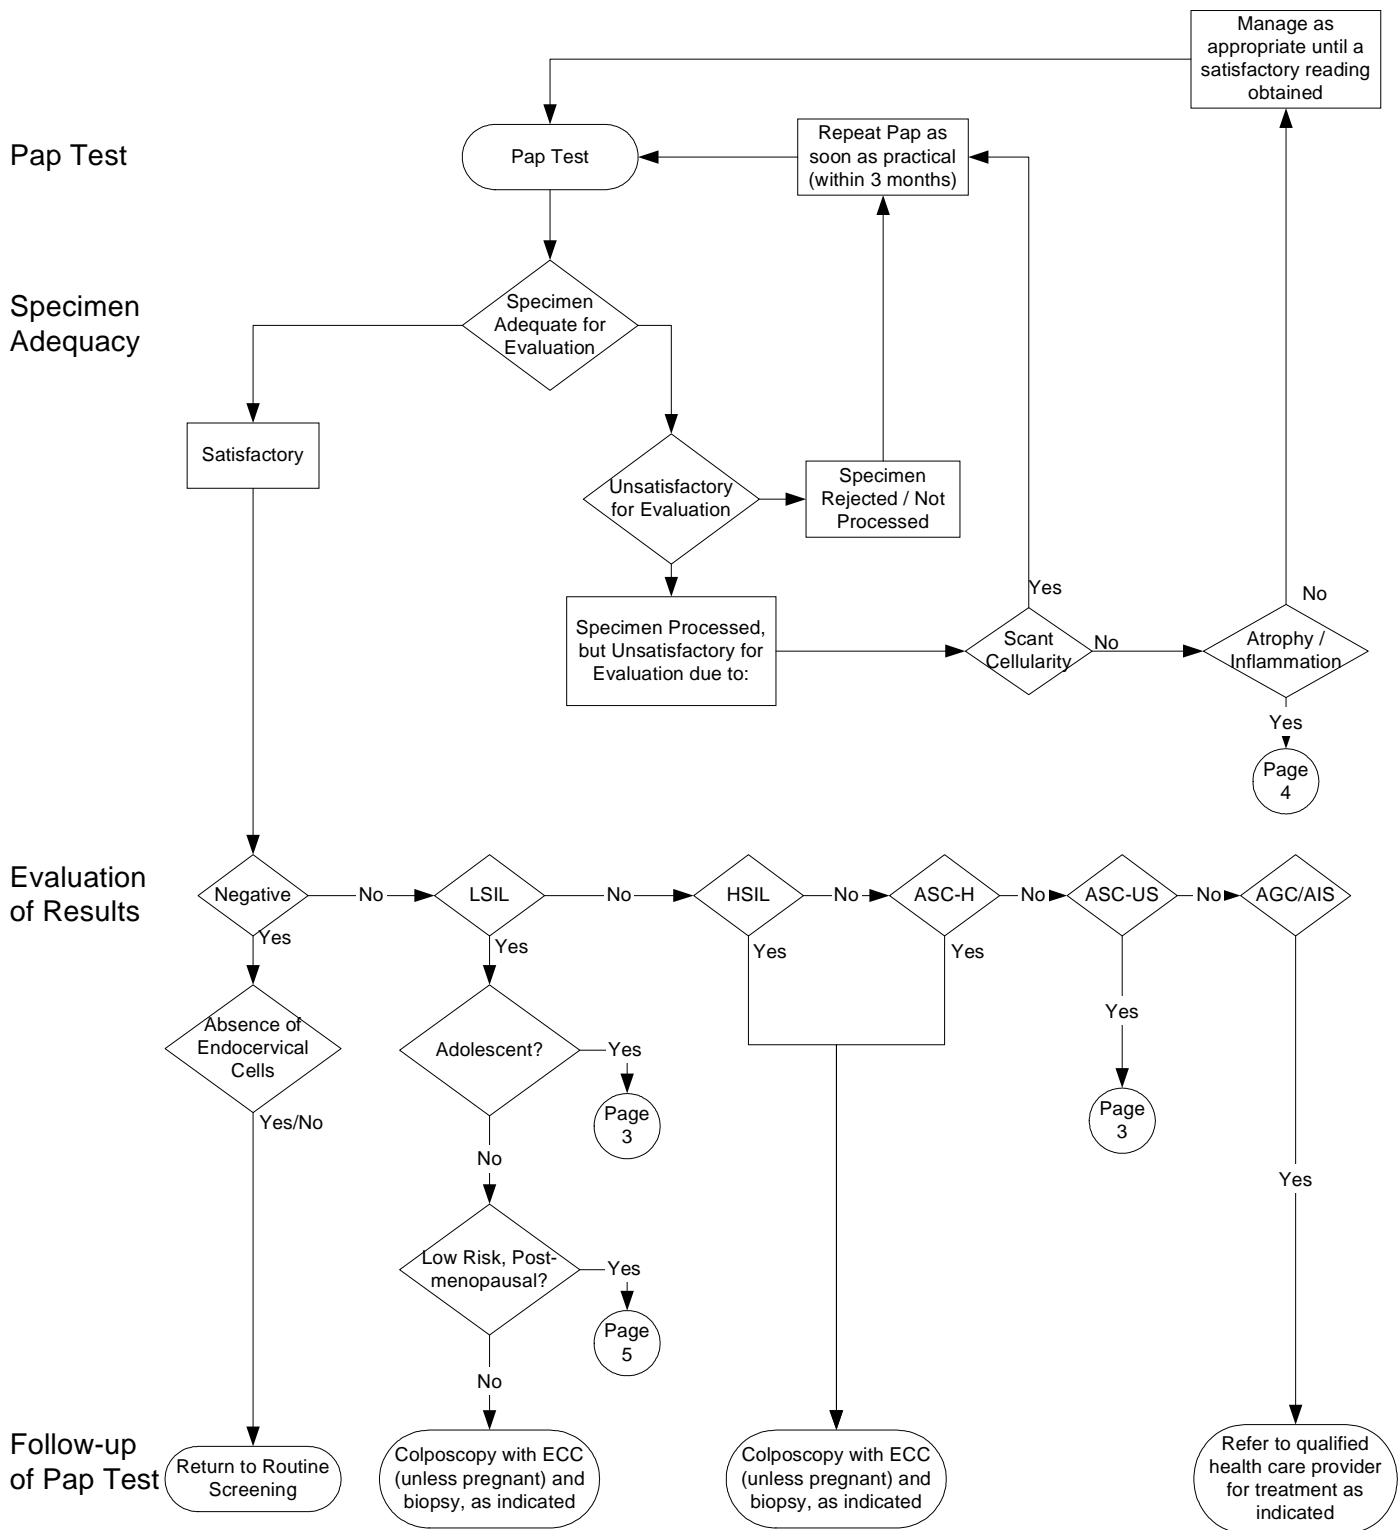 Manage as
appropriate until a
satisfactory reading
obtained
Pap Test
Pap Test
Repeat Pap as
soon as practical
(within 3 months)
Specimen
Adequacy
Specimen
Adequate for
Evaluation
Satisfactory
Unsatisfactory
for Evaluation
Specimen
Rejected / Not
Processed
Specimen Processed,
but Unsatisfactory for
Evaluation due to:
Yes
Scant
Cellularity
No
No
Atrophy /
Inflammation
Yes
Page
4
Evaluation
of Results
Negative
No
LSIL
No
HSIL
No
ASC-H
No
ASC-US
No
AGC/AIS
Yes
Yes
Yes
Yes
Absence of
Endocervical
Cells
Adolescent?
Yes
Page
3
Yes
Page
3
Yes/No
No
Yes
Low Risk, Post-
menopausal?
Yes
Page
5
No
Follow-up
of Pap Test
Return to Routine
Screening
Colposcopy with ECC
(unless pregnant) and
biopsy, as indicated
Colposcopy with ECC
(unless pregnant) and
biopsy, as indicated
Refer to qualified
health care provider
for treatment as
indicated